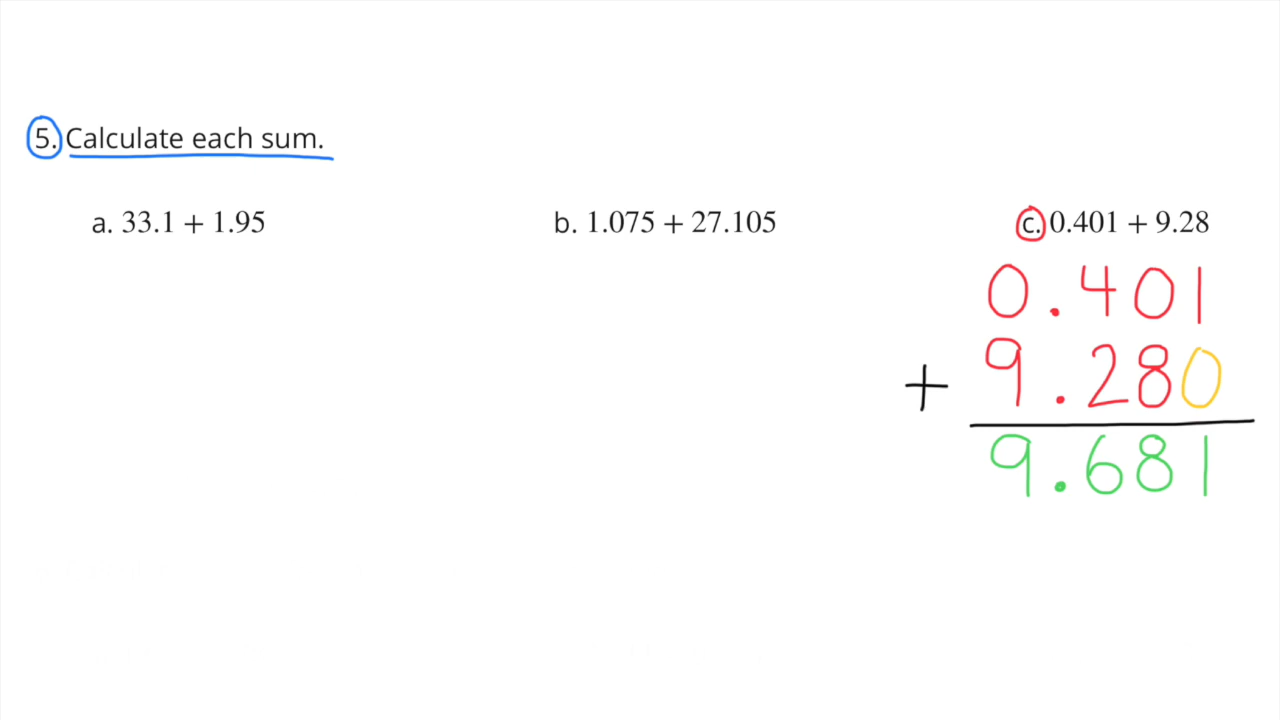 5. Calculate each sum.
a. 33.1 + 1.95
b. 1.075 + 27.105
c. 0.401 + 9.28
0.401
+ 9.280
9.681